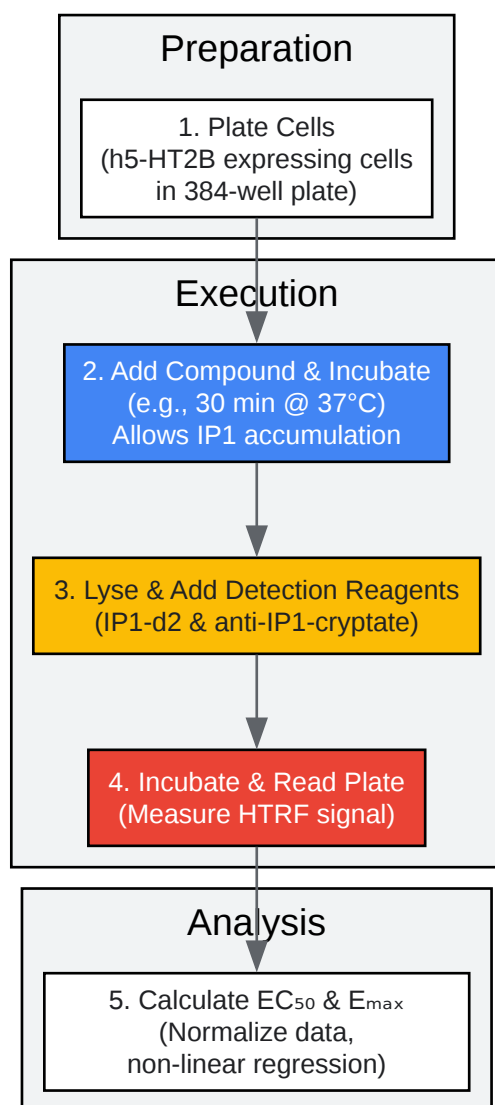 Preparation
1. Plate Cells
(h5-HT2B expressing cells
in 384-well plate)
Execution
2. Add Compound & Incubate
(e.g., 30 min @ 37°C)
Allows IP1 accumulation
3. Lyse & Add Detection Reagents
(IP1-d2 & anti-IP1-cryptate)
4. Incubate & Read Plate
(Measure HTRF signal)
Analysis
5. Calculate EC₅₀ & Eₘₐₓ
(Normalize data,
non-linear regression)